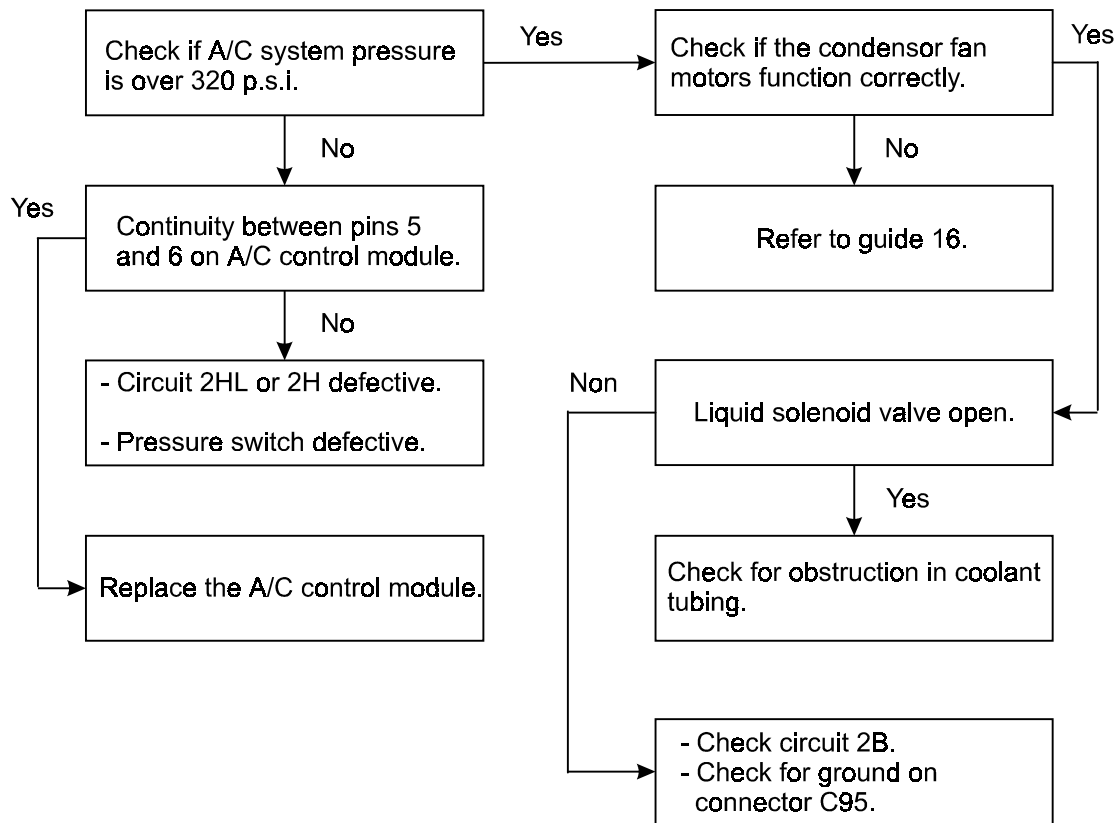 Check if A/C system pressure
is over 320 p.s.i.
Yes
Check if the condensor fan
motors function correctly.
Yes
No
No
Yes
Continuity between pins 5
and 6 on A/C control module.
Refer to guide 16.
No
- Circuit 2HL or 2H defective.
- Pressure switch defective.
Non
Liquid solenoid valve open.
Yes
Replace the A/C control module.
Check for obstruction in coolant
tubing.
- Check circuit 2B.
- Check for ground on
connector C95.